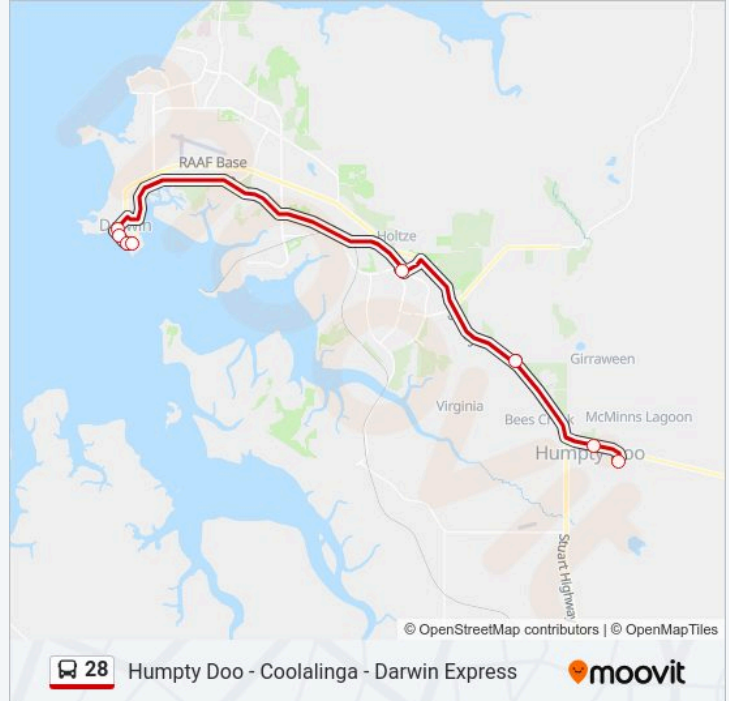 RAAF Base
Darwin
Holtze
Girraween
Virginia
Bees Creek
McMinns Lagoon
Humpty Doo
Stuart Highway
© OpenStreetMap contributors | © OpenMapTiles
28 Humpty Doo - Coolalinga - Darwin Express
moovit